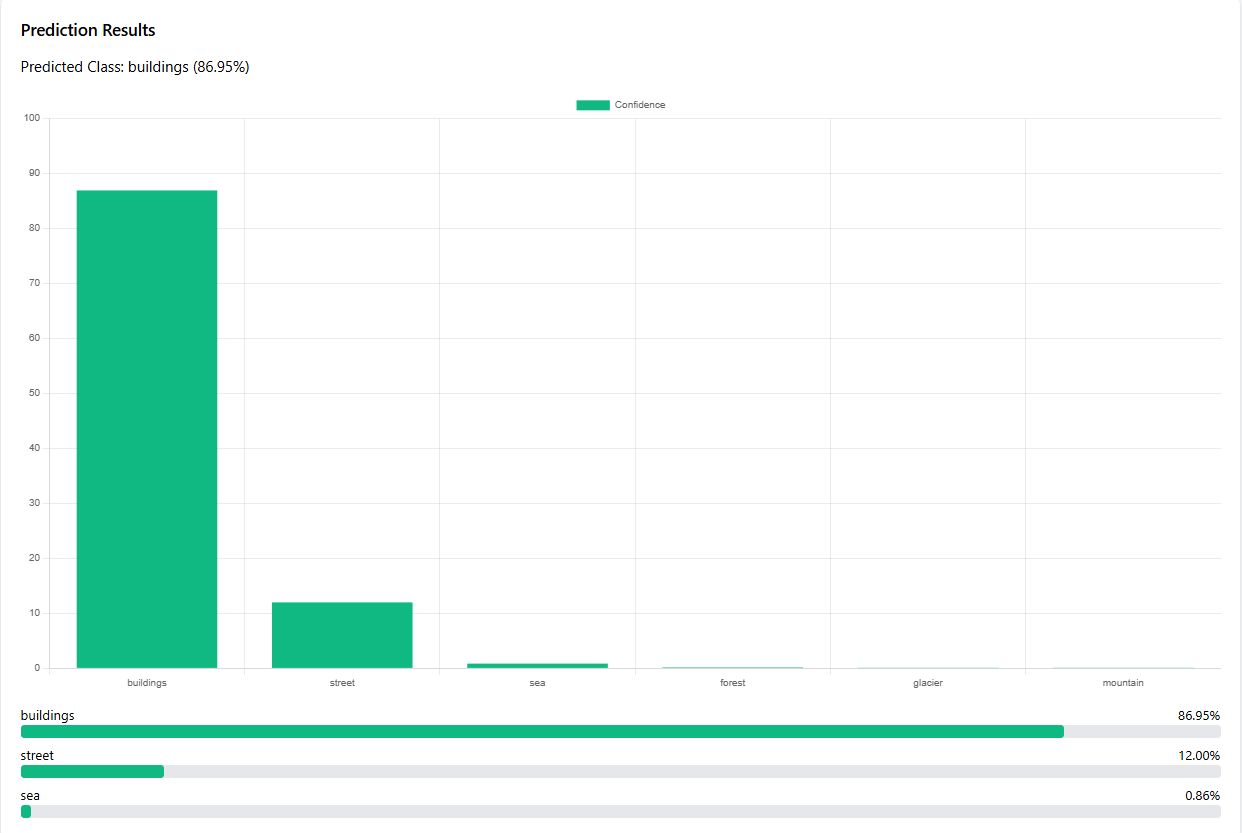 Prediction Results
Predicted Class: buildings (86.95%)
Confidence
100
90
80
70
60
50
40
30
20
10
0
buildings street sea forest glacier mountain
buildings 86.95%
street 12.00%
sea 0.86%